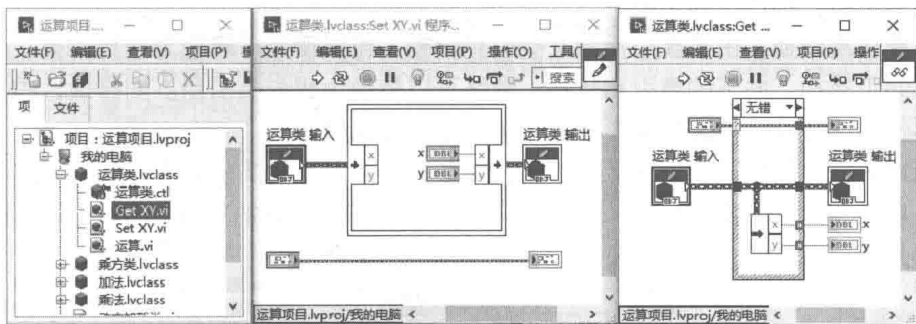 运算项目...
文件(F) 编辑(E) 查看(V) 项目(P)
项 文件
项目：运算项目.lvproj
我的电脑
运算类.lvclass
运算类.ctl
Get XY.vi
Set XY.vi
运算.vi
乘方类.lvclass
加法.lvclass
乘法.lvclass
运算类.lvclass:Set XY.vi 程序...
文件(F) 编辑(E) 查看(V) 项目(P) 操作(O) 工具(
搜索
运算类 输入
运算类 输出
x
y
x DBL x
y DBL y
运算项目.lvproj/我的电脑
运算类.lvclass:Get ...
文件(F) 编辑(E) 查看(V) 项目(P) 操作
无错
运算类 输入
运算类 输出
x DBL x
y DBL y
运算项目.lvproj/我的电脑